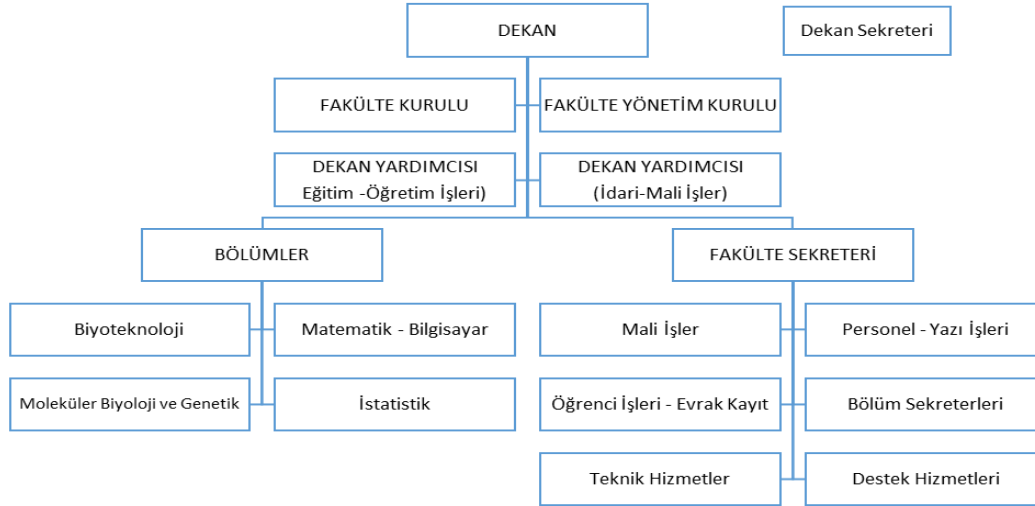 DEKAN
Dekan Sekreteri
FAKÜLTE KURULU
FAKÜLTE YÖNETİM KURULU
DEKAN YARDIMCISI
Eğitim -Öğretim İşleri)
DEKAN YARDIMCISI
(İdari-Mali İşler)
BÖLÜMLER
FAKÜLTE SEKRETERİ
Biyoteknoloji
Matematik - Bilgisayar
Mali İşler
Personel - Yazı İşleri
Moleküler Biyoloji ve Genetik
İstatistik
Öğrenci İşleri - Evrak Kayıt
Bölüm Sekreterleri
Teknik Hizmetler
Destek Hizmetleri